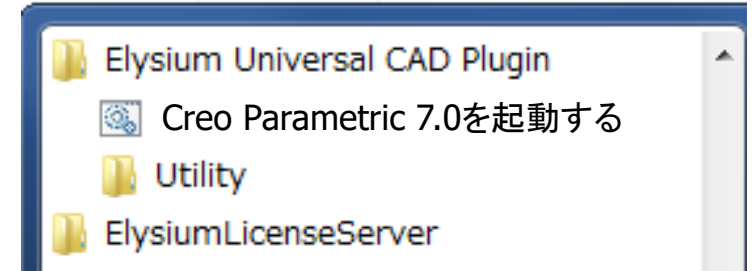 Elysium Universal CAD Plugin
Creo Parametric 7.0を起動する
Utility
ElysiumLicenseServer